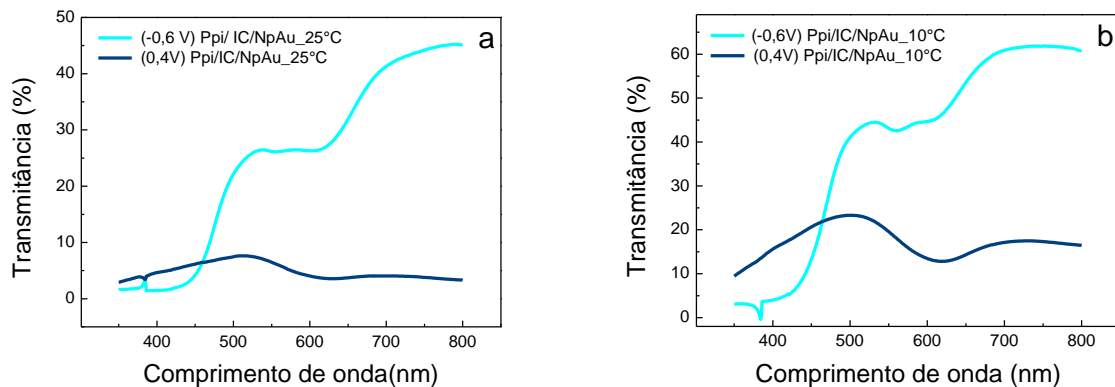 a
(-0,6 V) Ppi/ IC/NpAu_25°C
(0,4V) Ppi/IC/NpAu_25°C
Transmitância (%)
50
40
30
20
10
0
400 500 600 700 800
Comprimento de onda(nm)
b
(-0,6V) Ppi/IC/NpAu_10°C
(0,4V) Ppi/IC/NpAu_10°C
Transmitância (%)
60
50
40
30
20
10
0
400 500 600 700 800
Comprimento de onda (nm)